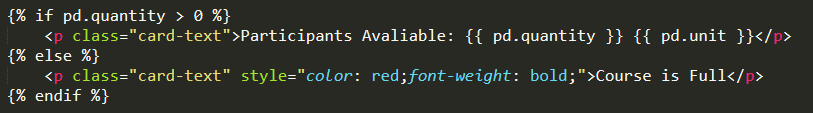 {% if pd.quantity > 0 %}
    <p class="card-text">Participants Avaliable: {{ pd.quantity }} {{ pd.unit }}</p>
{% else %}
    <p class="card-text" style="color: red;font-weight: bold;">Course is Full</p>
{% endif %}